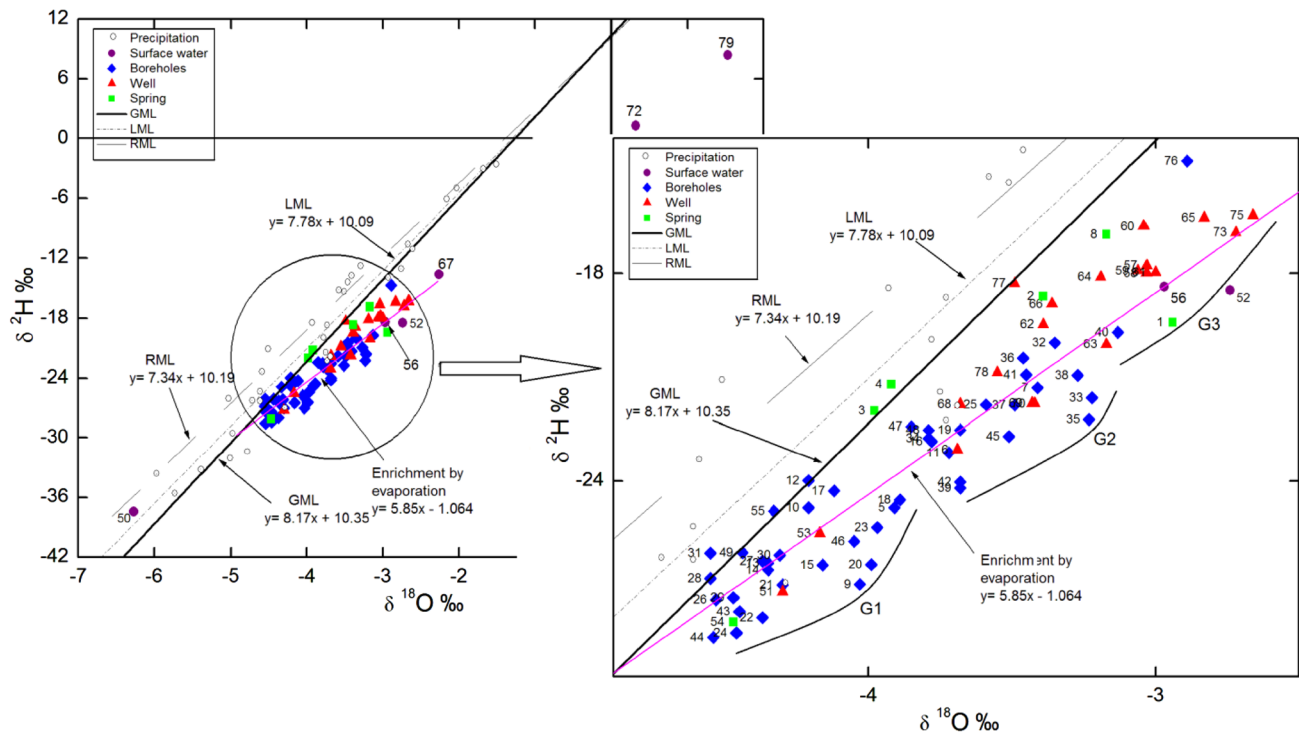 12
6
0
-6
-12
-18
-24
-30
-36
-42
δ ²H ‰
-7
-6
-5
-4
-3
-2
δ ¹⁸O ‰
Precipitation
Surface water
Boreholes
Well
Spring
GML
LML
RML
LML
y= 7.78x + 10.09
RML
y= 7.34x + 10.19
GML
y= 8.17x + 10.35
Enrichment by
evaporation
y= 5.85x - 1.064
67
52
56
50
79
72
Precipitation
Surface water
Boreholes
Well
Spring
GML
LML
RML
LML
y= 7.78x + 10.09
RML
y= 7.34x + 10.19
GML
y= 8.17x + 10.35
Enrichment by
evaporation
y= 5.85x - 1.064
-18
-24
δ ²H ‰
-4
-3
δ ¹⁸O ‰
G1
G2
G3
76
75
65
73
60
8
57
64
77
2
66
56
52
62
1
40
63
32
36
78
41
38
4
7
33
3
68
25
37
35
47
19
45
16
6
11
12
17
42
39
10
18
5
55
53
23
46
31
49
27
30
14
15
20
28
21
9
51
26
43
22
54
24
44